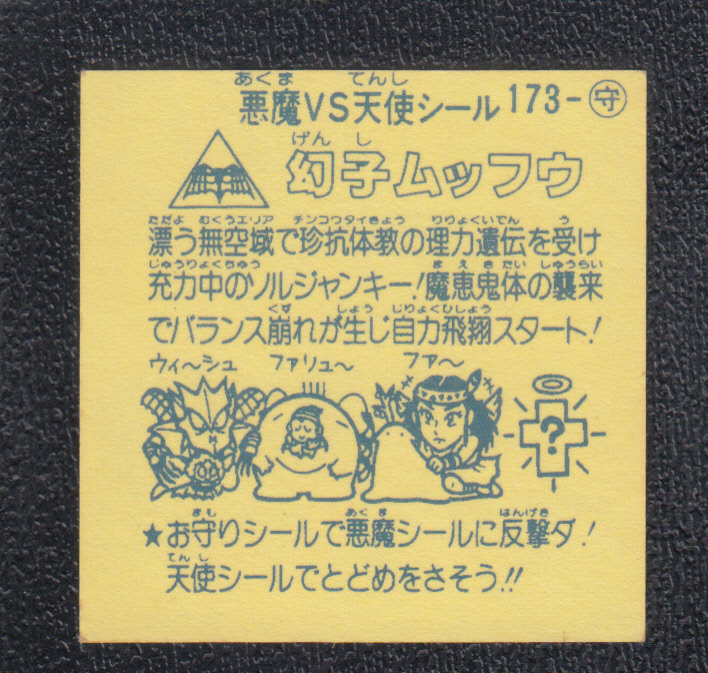 あくま てんし
悪魔VS天使シール 173-守
げんし
幻子ムッフウ
ただよ むくうエ・リア チンコウタイきょう りりょくいでん う
漂う無空域で珍抗体教の理力遺伝を受け
じゅうりょくちゅう まえきたい しゅうらい
充力中のソルジャンキー!魔恵鬼体の襲来
くず しょう じりょくひしょう
でバランス崩れが生じ自力飛翔スタート!
ウィ〜シュ ファリュ〜 ファ〜
?
まも あくま はんげき
★お守りシールで悪魔シールに反撃ダ!
てんし
天使シールでとどめをさそう!!